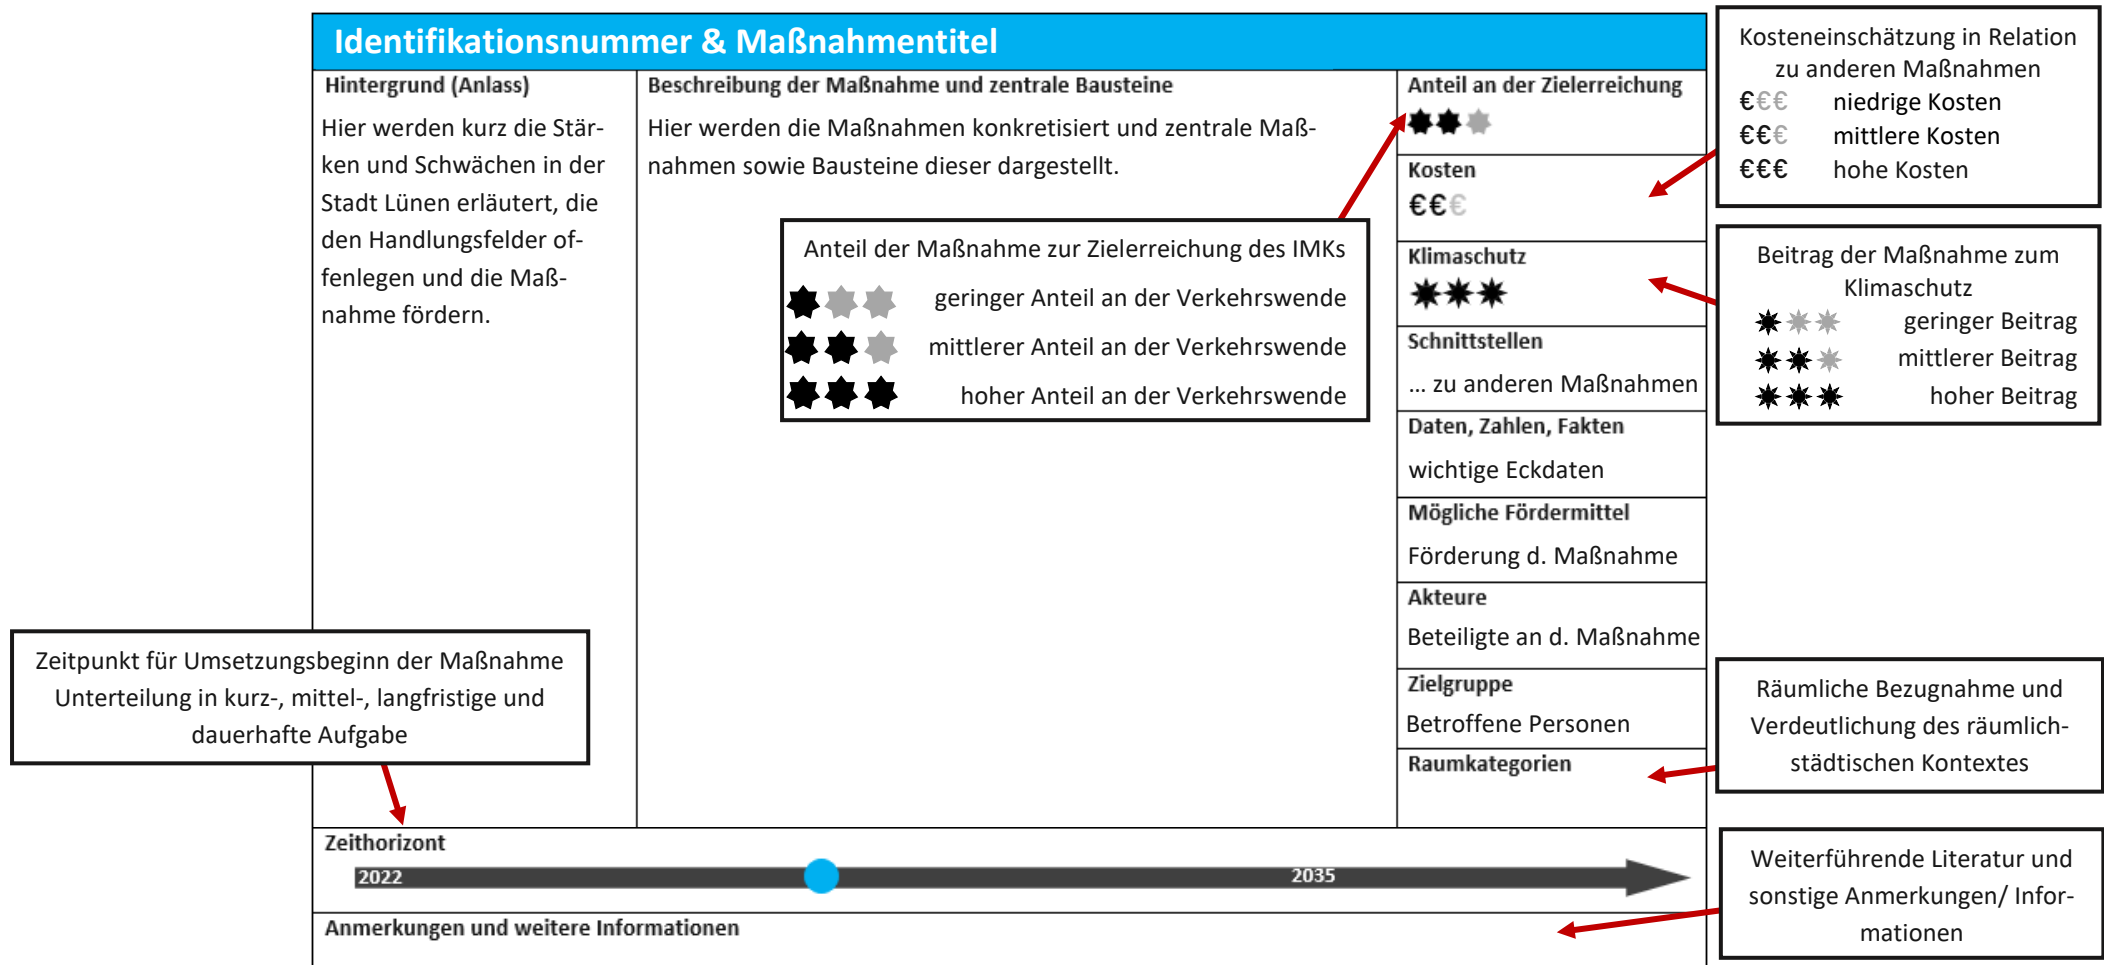 Identifikationsnummer & Maßnahmentitel
Hintergrund (Anlass)
Hier werden kurz die Stär-
ken und Schwächen in der
Stadt Lünen erläutert, die
den Handlungsfelder of-
fenlegen und die Maß-
nahme fördern.
Beschreibung der Maßnahme und zentrale Bausteine
Hier werden die Maßnahmen konkretisiert und zentrale Maß-
nahmen sowie Bausteine dieser dargestellt.
Anteil der Maßnahme zur Zielerreichung des IMKs
geringer Anteil an der Verkehrswende
mittlerer Anteil an der Verkehrswende
hoher Anteil an der Verkehrswende
Anteil an der Zielerreichung
Kosten
€€€
Klimaschutz
Schnittstellen
... zu anderen Maßnahmen
Daten, Zahlen, Fakten
wichtige Eckdaten
Mögliche Fördermittel
Förderung d. Maßnahme
Akteure
Beteiligte an d. Maßnahme
Zielgruppe
Betroffene Personen
Raumkategorien
Kosteneinschätzung in Relation
zu anderen Maßnahmen
€€€ niedrige Kosten
€€€ mittlere Kosten
€€€ hohe Kosten
Beitrag der Maßnahme zum
Klimaschutz
geringer Beitrag
mittlerer Beitrag
hoher Beitrag
Zeitpunkt für Umsetzungsbeginn der Maßnahme
Unterteilung in kurz-, mittel-, langfristige und
dauerhafte Aufgabe
Räumliche Bezugnahme und
Verdeutlichung des räumlich-
städtischen Kontextes
Zeithorizont
2022 2035
Anmerkungen und weitere Informationen
Weiterführende Literatur und
sonstige Anmerkungen/ Infor-
mationen